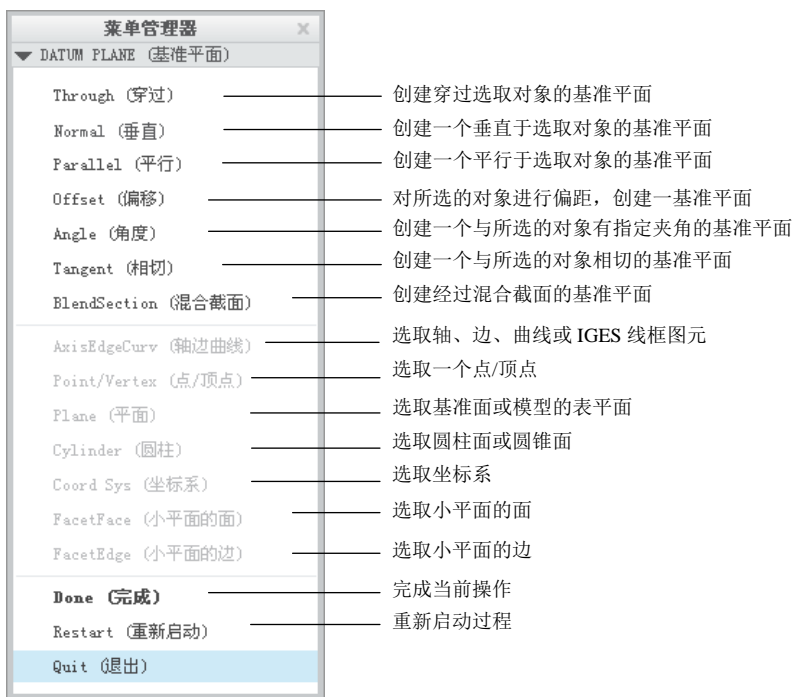 菜单管理器 ×
▼ DATUM PLANE (基准平面)
Through (穿过) 创建穿过选取对象的基准平面
Normal (垂直) 创建一个垂直于选取对象的基准平面
Parallel (平行) 创建一个平行于选取对象的基准平面
Offset (偏移) 对所选的对象进行偏距，创建一基准平面
Angle (角度) 创建一个与所选的对象有指定夹角的基准平面
Tangent (相切) 创建一个与所选的对象相切的基准平面
BlendSection (混合截面) 创建经过混合截面的基准平面
AxisEdgeCurv (轴边曲线) 选取轴、边、曲线或 IGES 线框图元
Point/Vertex (点/顶点) 选取一个点/顶点
Plane (平面) 选取基准面或模型的表平面
Cylinder (圆柱) 选取圆柱面或圆锥面
Coord Sys (坐标系) 选取坐标系
FacetFace (小平面的面) 选取小平面的面
FacetEdge (小平面的边) 选取小平面的边
Done (完成) 完成当前操作
Restart (重新启动) 重新启动过程
Quit (退出)